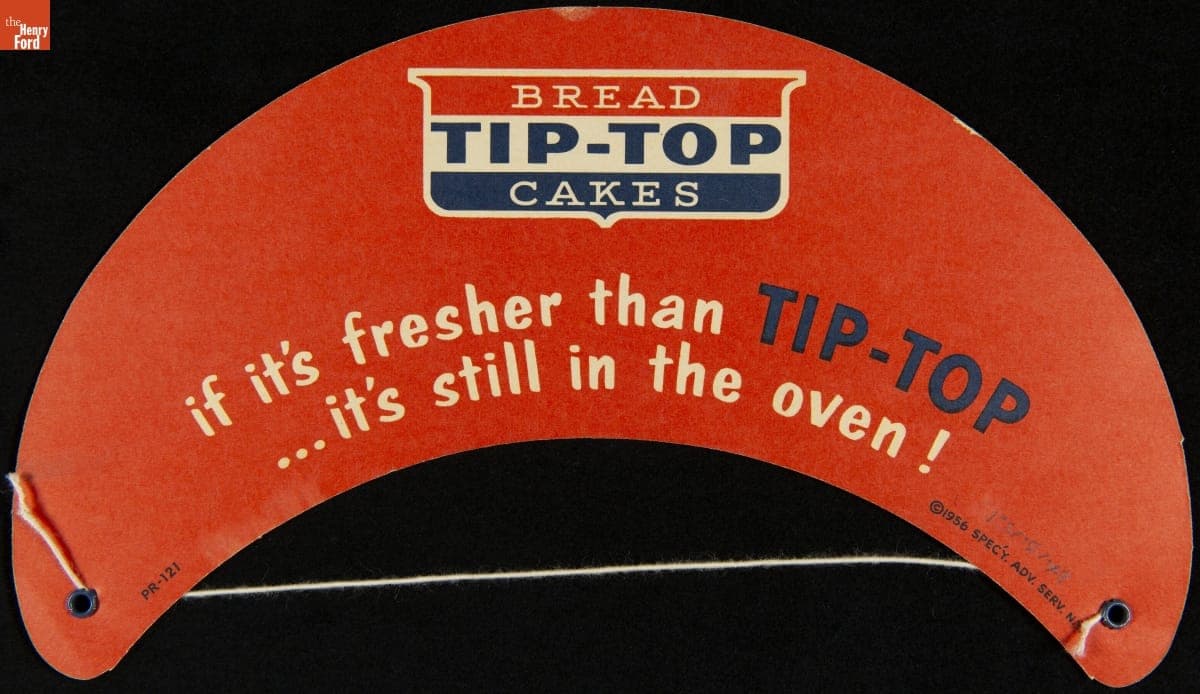 the
Henry
Ford
BREAD
TIP-TOP
CAKES
if it's fresher than TIP-TOP
...it's still in the oven!
PR-121
©1956 SPEC'Y. ADV. SERV.